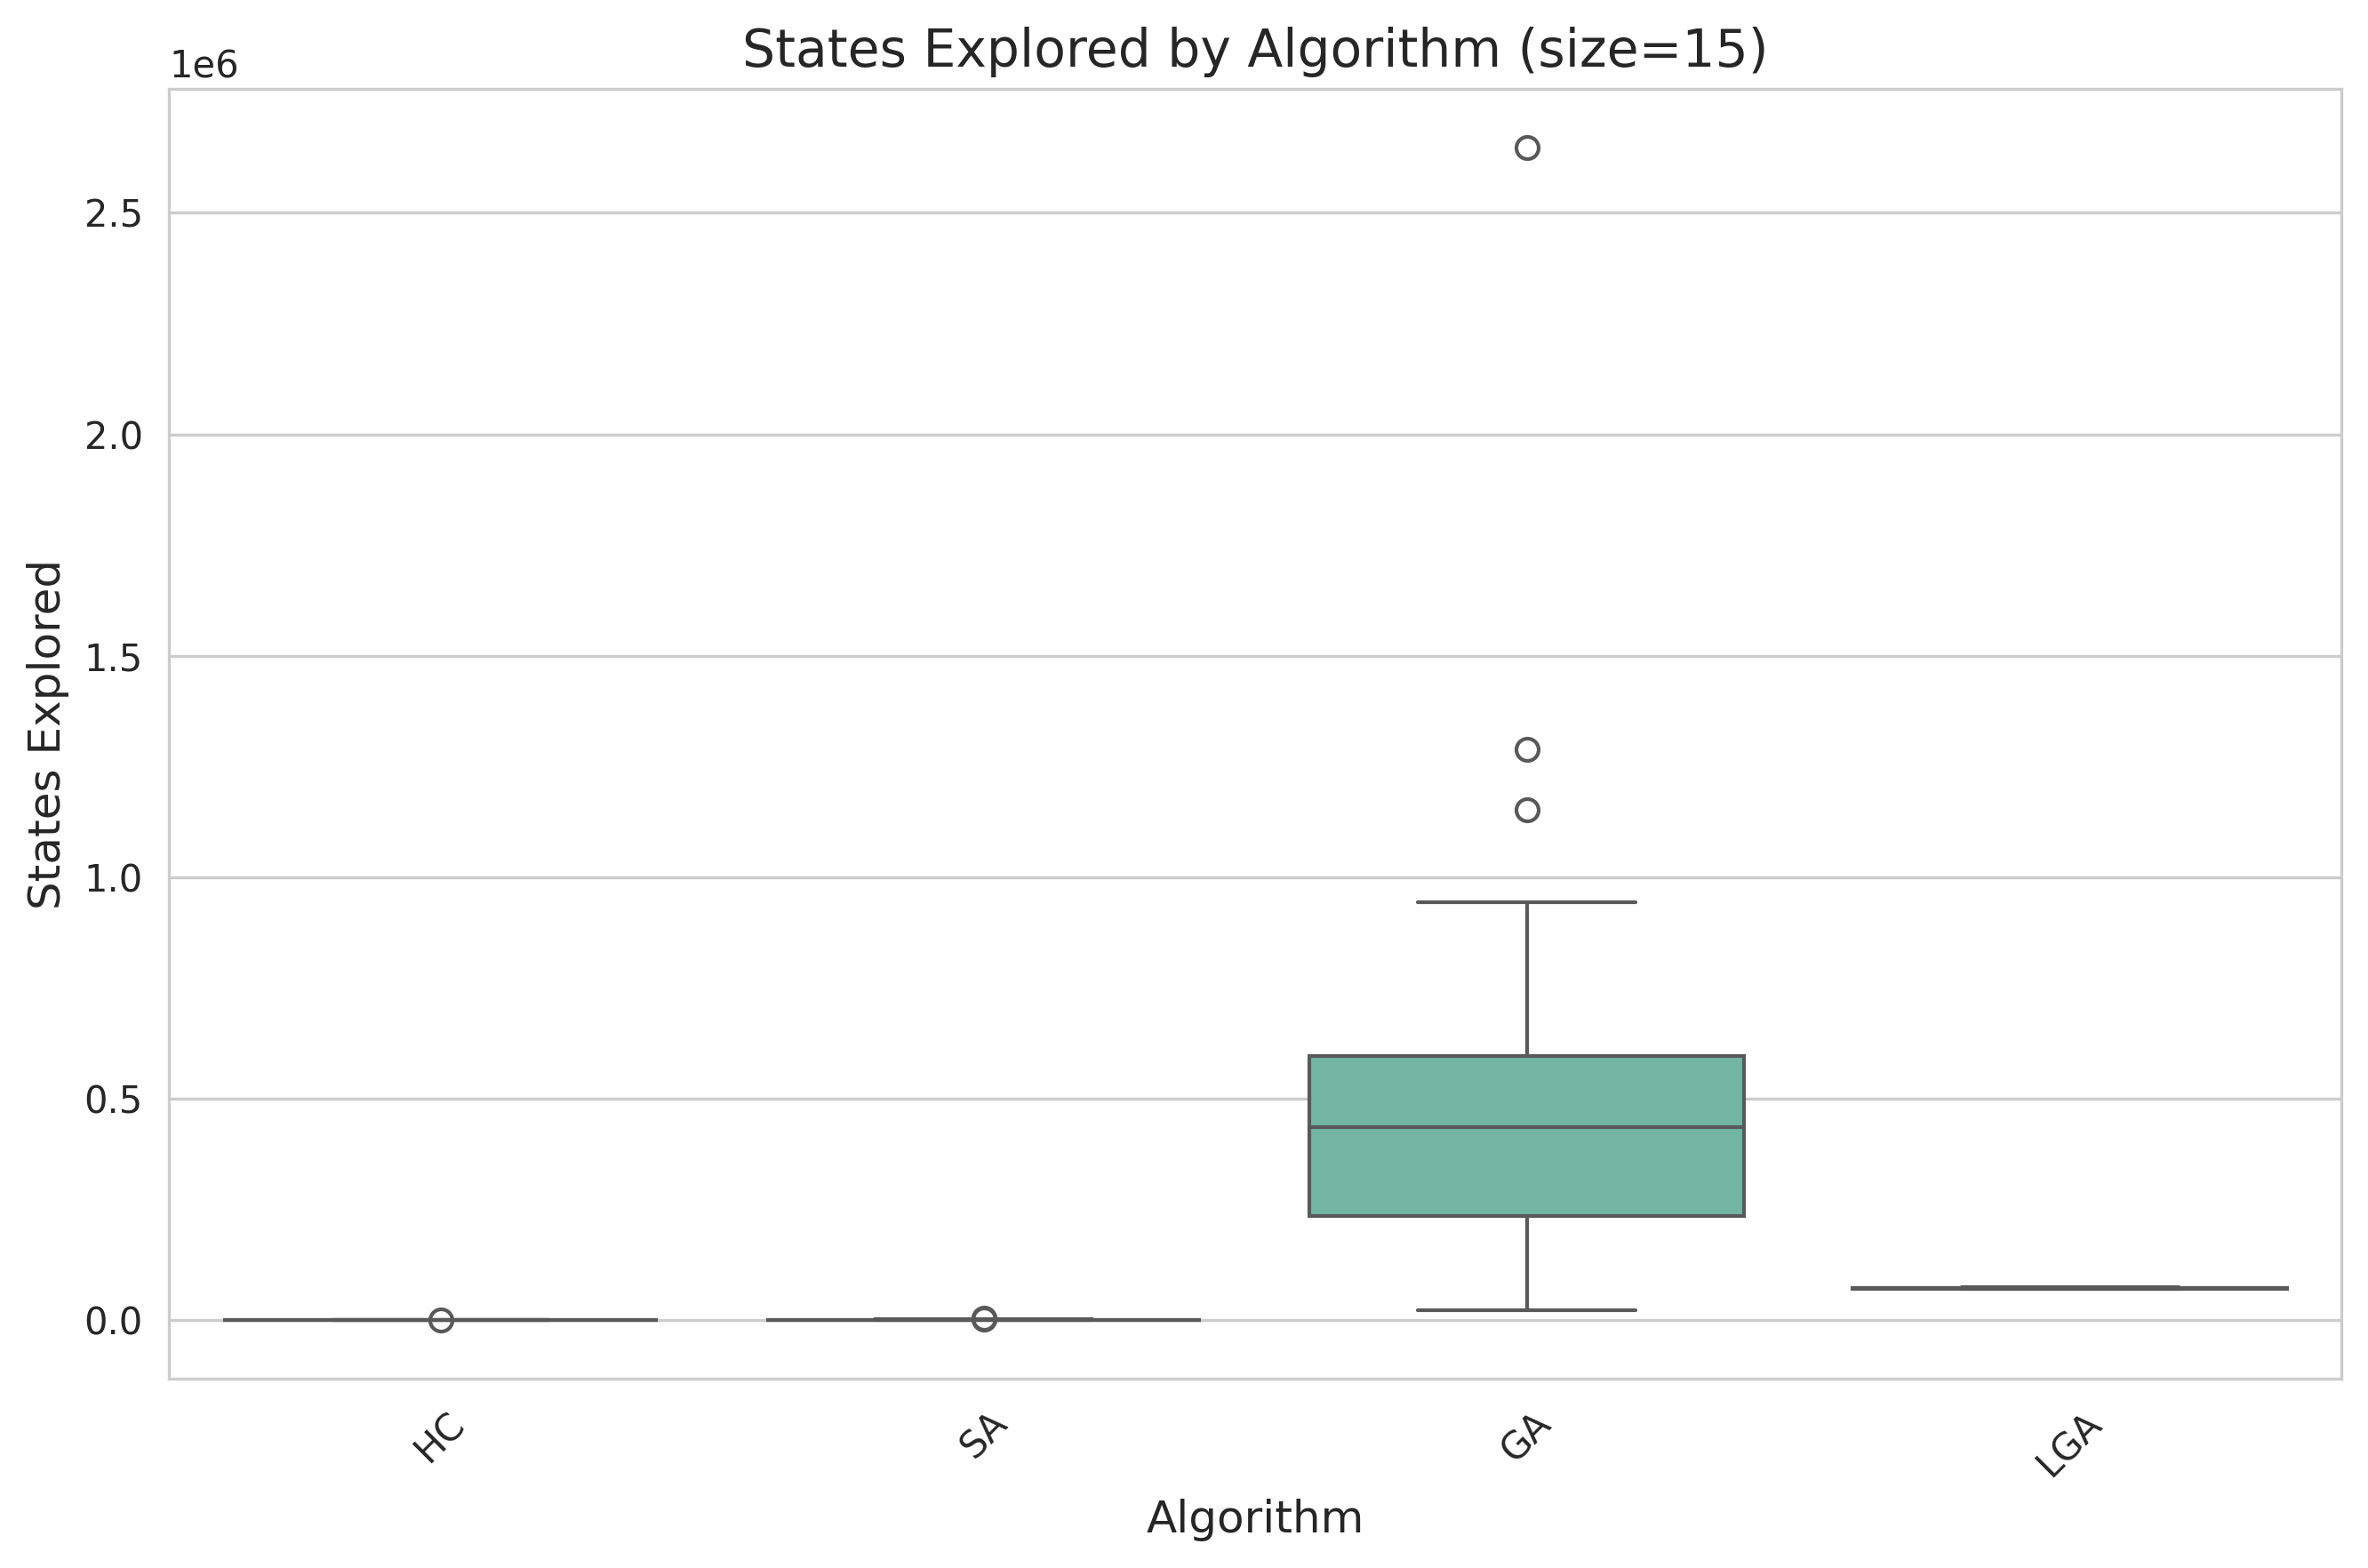 States Explored by Algorithm (size=15)
1e6
2.5
2.0
1.5
1.0
0.5
0.0
States Explored
HC
SA
GA
LGA
Algorithm